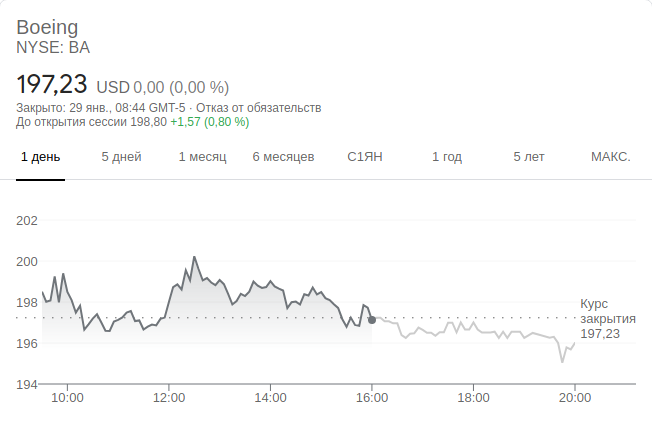 Boeing
NYSE: BA
197,23 USD 0,00 (0,00 %)
Закрыто: 29 янв., 08:44 GMT-5 · Отказ от обязательств
До открытия сессии 198,80 +1,57 (0,80 %)
1 день 5 дней 1 месяц 6 месяцев С1ЯН 1 год 5 лет МАКС.
202
200
198
196
194
Курс
закрытия
197,23
10:00 12:00 14:00 16:00 18:00 20:00